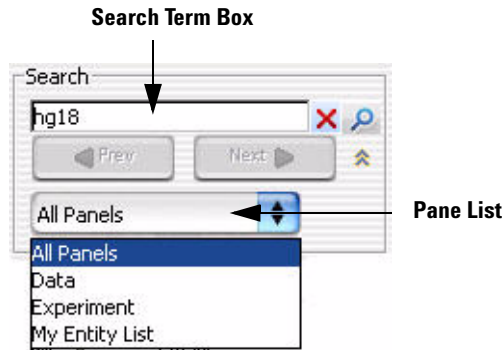 Search Term Box
Search
hg18
Prev
Next
All Panels
Pane List
All Panels
Data
Experiment
My Entity List